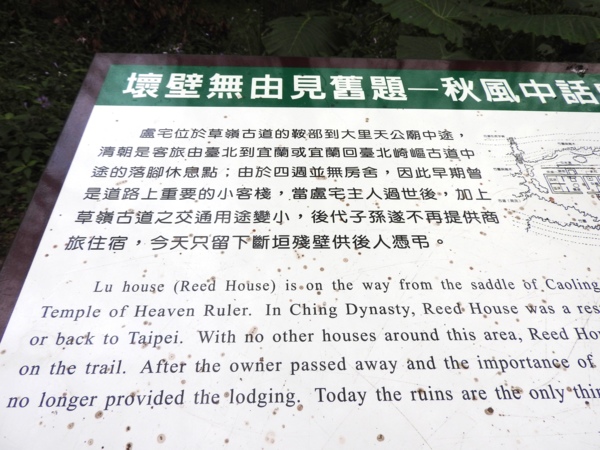 壞壁無由見舊題—秋風中話
盧宅位於草嶺古道的鞍部到大里天公廟中途，
清朝是客旅由臺北到宜蘭或宜蘭回臺北崎嶇古道中
途的落腳休息點；由於四週並無房舍，因此早期曾
是道路上重要的小客棧，當盧宅主人過世後，加上
草嶺古道之交通用途變小，後代子孫遂不再提供商
旅住宿，今天只留下斷垣殘壁供後人憑弔。
Lu house (Reed House) is on the way from the saddle of Caoling
Temple of Heaven Ruler. In Ching Dynasty, Reed House was a res
or back to Taipei. With no other houses around this area, Reed Hou
on the trail. After the owner passed away and the importance of
no longer provided the lodging. Today the ruins are the only thin